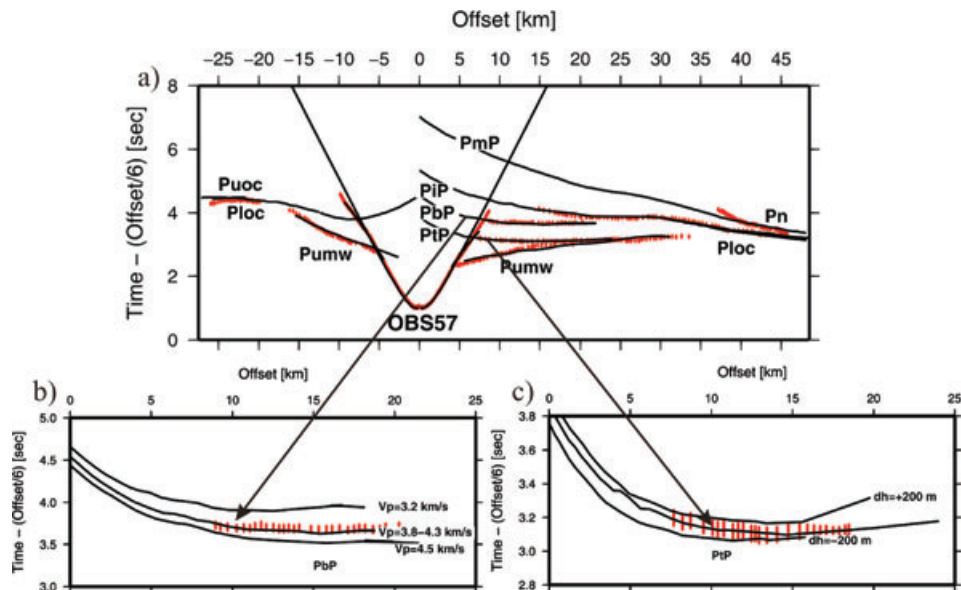 Offset [km]
−25 −20 −15 −10 −5 0 5 10 15 20 25 30 35 40 45
a)
8
6
4
2
0
Time − (Offset/6) [sec]
PmP
Puoc
PiP
Ploc
PbP
Pn
PtP
Ploc
Pumw
Pumw
OBS57
b)
Offset [km]
0 5 10 15 20 25
5.0
4.5
4.0
3.5
3.0
Time − (Offset/6) [sec]
Vp=3.2 km/s
Vp=3.8−4.3 km/s
Vp=4.5 km/s
PbP
c)
Offset [km]
0 5 10 15 20 25
3.8
3.6
3.4
3.2
3.0
2.8
Time − (Offset/6) [sec]
dh=+200 m
dh=−200 m
PtP